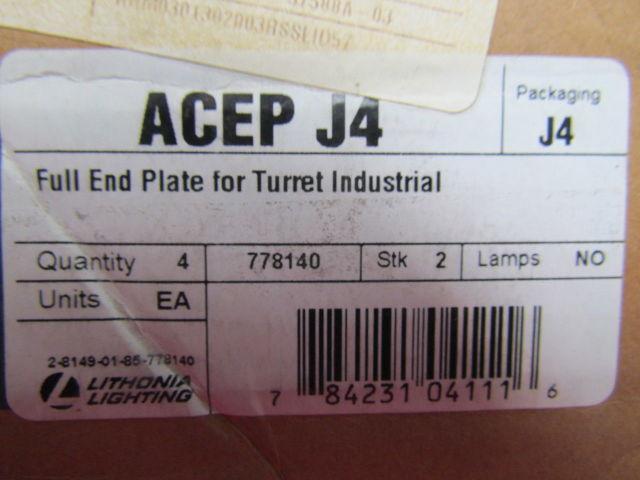 ACEP J4
Packaging
J4
Full End Plate for Turret Industrial
Quantity 4 778140 Stk 2 Lamps NO
Units EA
2-8149-01-85-778140
LITHONIA
LIGHTING
7 84231 04111 6